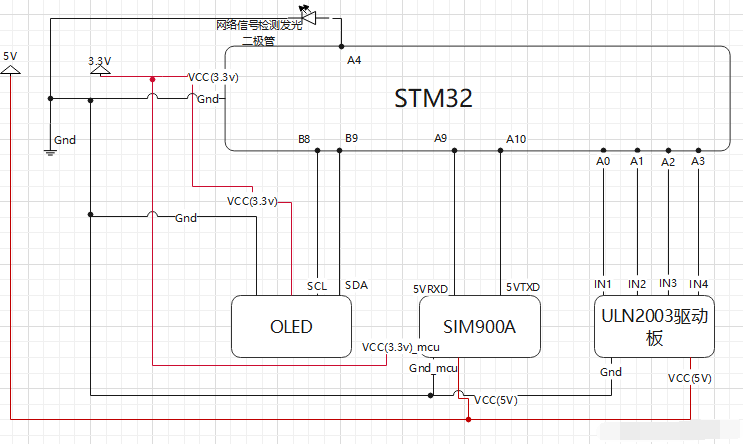 网络信号检测发光
二极管
5V
3.3V
A4
VCC(3.3v)
Gnd
STM32
Gnd
B8
B9
A9
A10
A0
A1
A2
A3
VCC(3.3v)
Gnd
SCL
SDA
5VRXD
5VTXD
IN1
IN2
IN3
IN4
OLED
SIM900A
ULN2003驱动
板
VCC(3.3v)_mcu
Gnd_mcu
Gnd
VCC(5V)
VCC(5V)